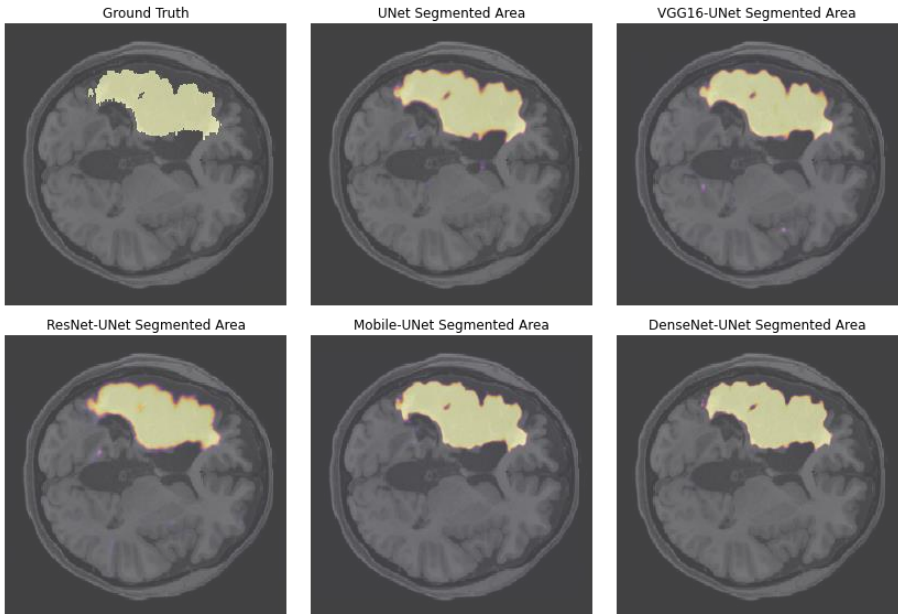 Ground Truth
UNet Segmented Area
VGG16-UNet Segmented Area
ResNet-UNet Segmented Area
Mobile-UNet Segmented Area
DenseNet-UNet Segmented Area